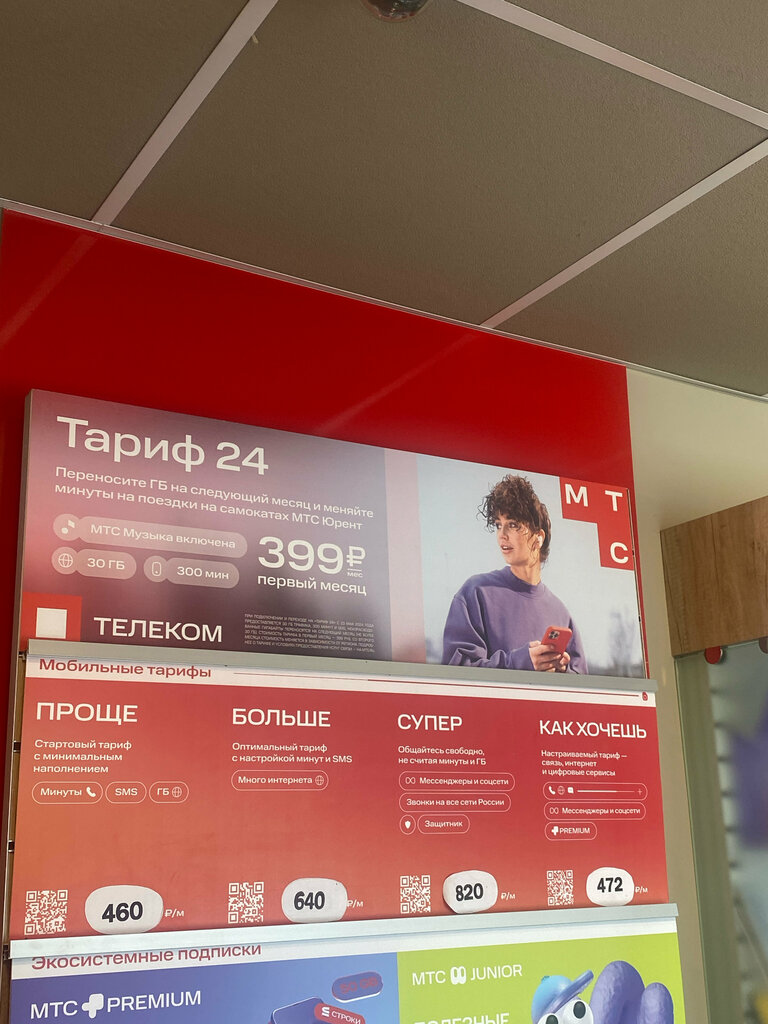 Тариф 24
Переносите ГБ на следующий месяц и меняйте
минуты на поездки на самокатах МТС Юрент
МТС Музыка включена
30 ГБ
300 мин
399₽
мес
первый месяц
ТЕЛЕКОМ
М Т
С
Мобильные тарифы
ПРОЩЕ
Стартовый тариф
с минимальным
наполнением
Минуты
SMS
ГБ
460 ₽/м
БОЛЬШЕ
Оптимальный тариф
с настройкой минут и SMS
Много интернета
640 ₽/м
СУПЕР
Общайтесь свободно,
не считая минуты и ГБ
Мессенджеры и соцсети
Звонки на все сети России
Защитник
820 ₽/м
КАК ХОЧЕШЬ
Настраиваемый тариф —
связь, интернет
и цифровые сервисы
Мессенджеры и соцсети
PREMIUM
472 ₽/м
Экосистемные подписки
МТС PREMIUM
СТРОКИ
МТС JUNIOR
ПОЛЕЗНЫЕ